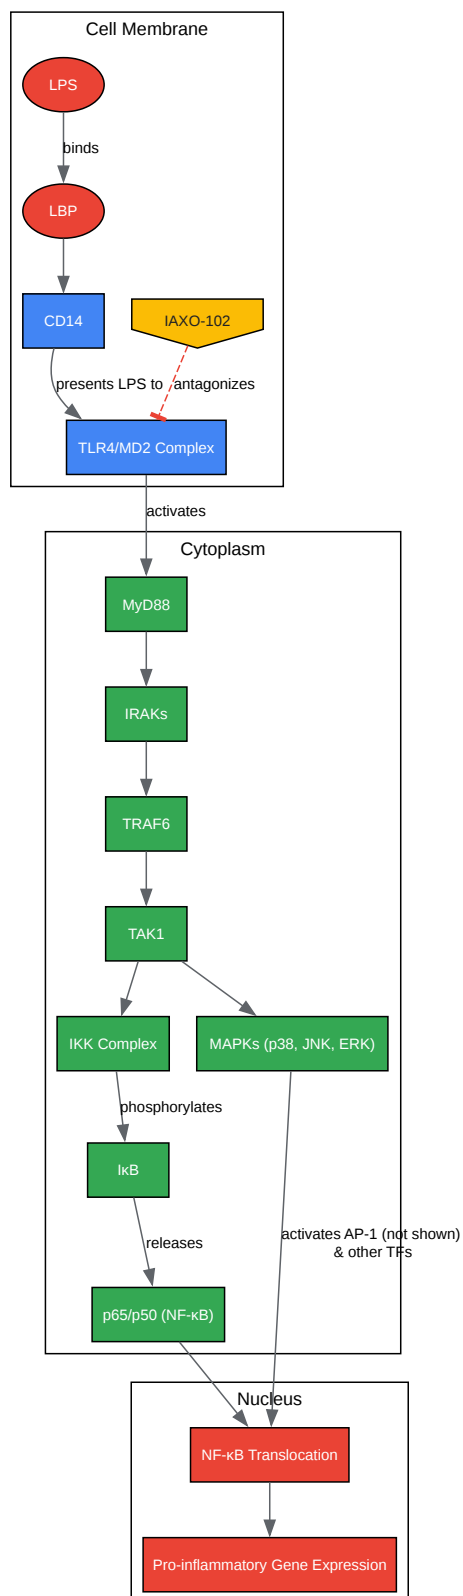 Cell Membrane
LPS
binds
LBP
CD14
IAXO-102
presents LPS to
antagonizes
TLR4/MD2 Complex
activates
Cytoplasm
MyD88
IRAKs
TRAF6
TAK1
IKK Complex
MAPKs (p38, JNK, ERK)
phosphorylates
IκB
activates AP-1 (not shown)
& other TFs
releases
p65/p50 (NF-κB)
Nucleus
NF-κB Translocation
Pro-inflammatory Gene Expression